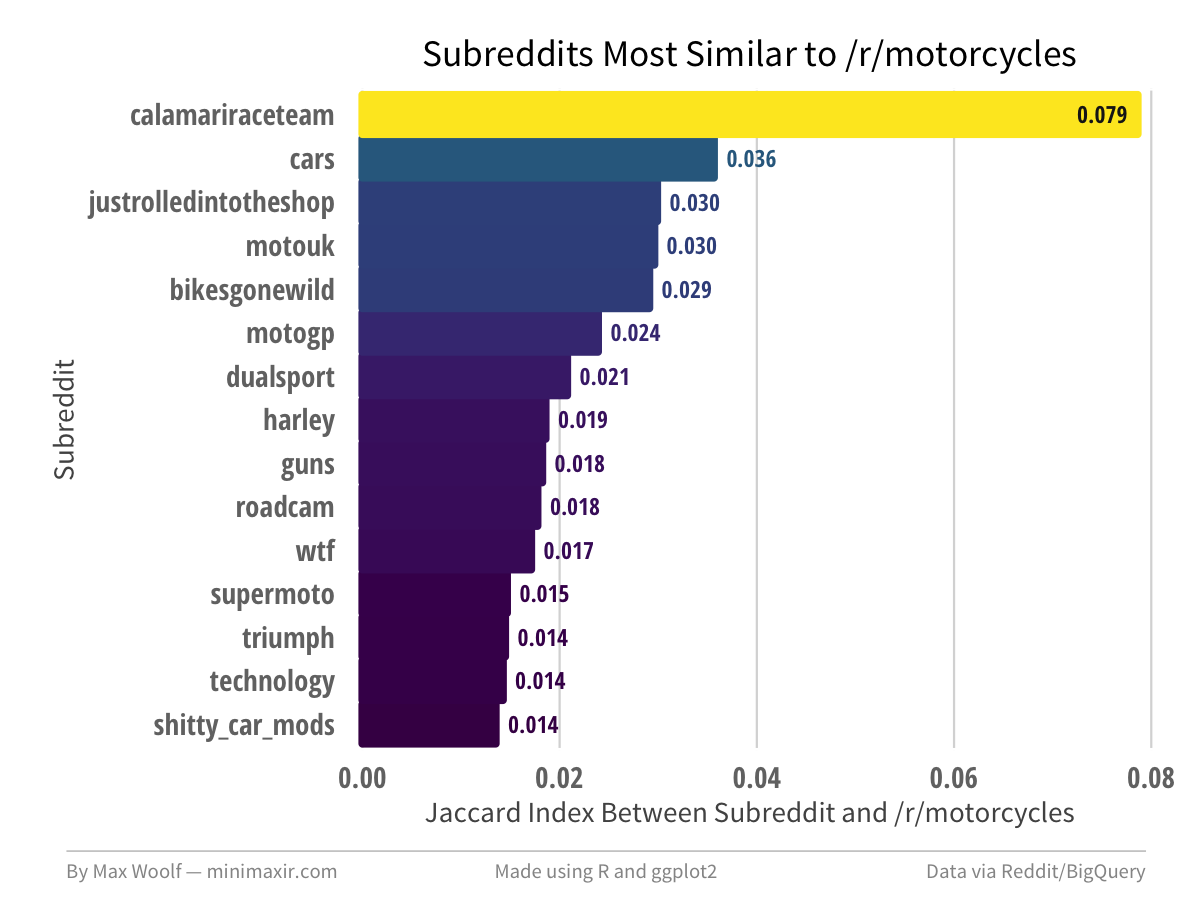 Subreddits Most Similar to /r/motorcycles
calamariraceteam 0.079
cars 0.036
justrolledintotheshop 0.030
motouk 0.030
bikesgonewild 0.029
motogp 0.024
dualsport 0.021
harley 0.019
guns 0.018
roadcam 0.018
wtf 0.017
supermoto 0.015
triumph 0.014
technology 0.014
shitty_car_mods 0.014
Subreddit
0.00 0.02 0.04 0.06 0.08
Jaccard Index Between Subreddit and /r/motorcycles
By Max Woolf — minimaxir.com Made using R and ggplot2 Data via Reddit/BigQuery